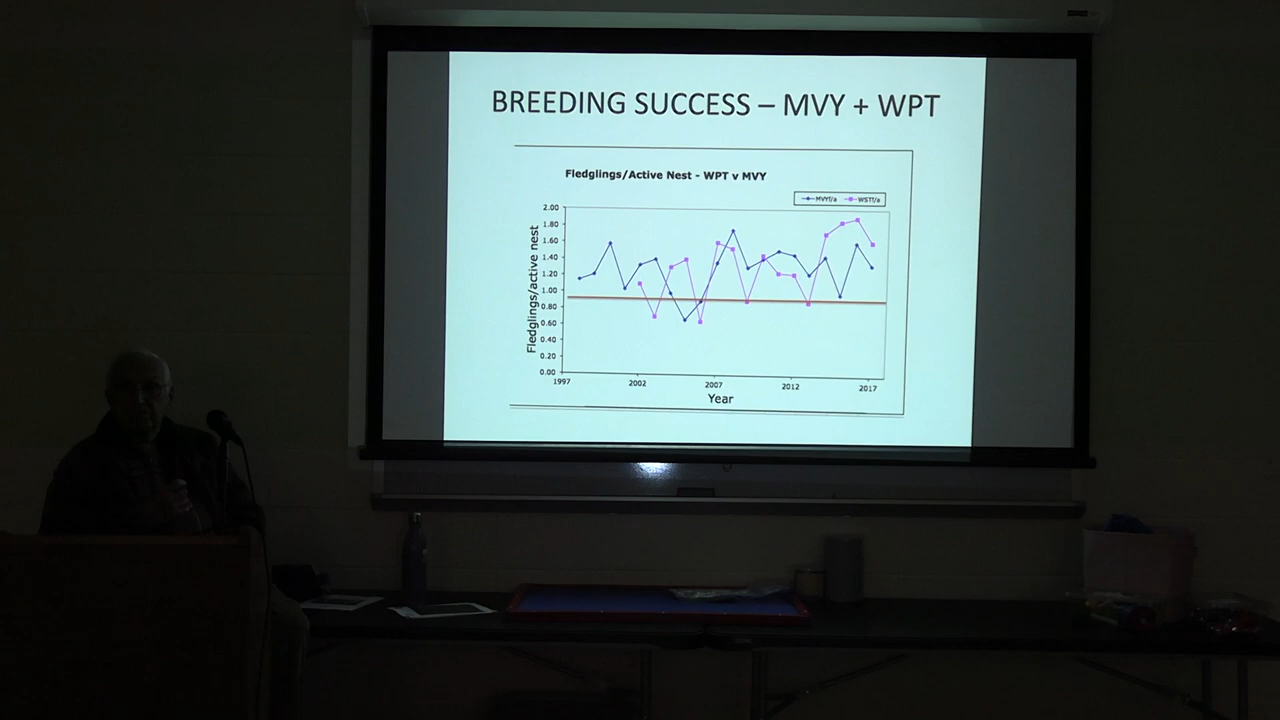 BREEDING SUCCESS – MVY + WPT
Fledglings/Active Nest - WPT v MVY
MVYf/a WSTf/a
2.00
1.80
1.60
1.40
1.20
1.00
0.80
0.60
0.40
0.20
0.00
Fledglings/active nest
1997 2002 2007 2012 2017
Year